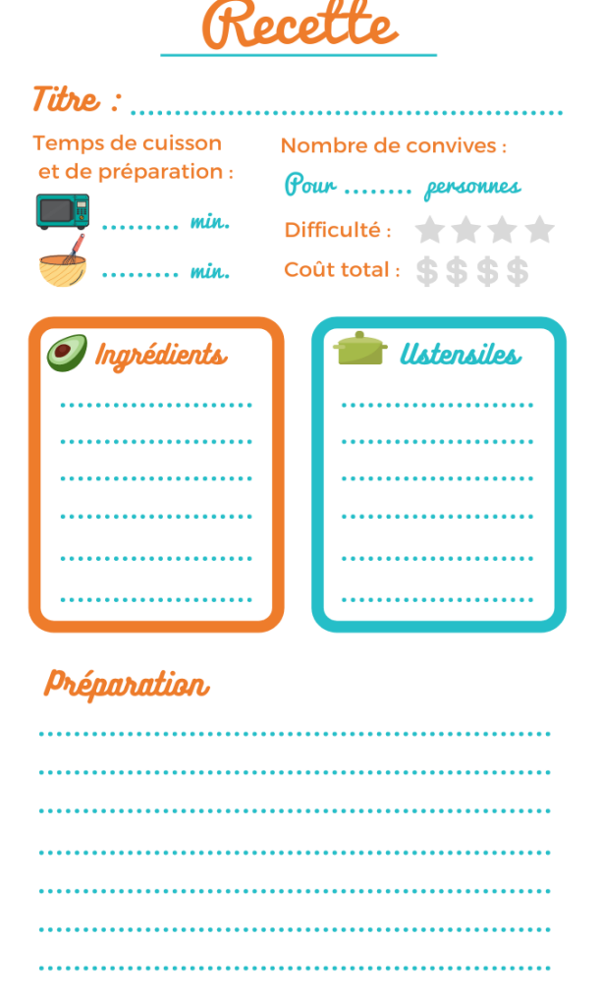 Recette
Titre : ..................................................
Temps de cuisson
et de préparation :
......... min.
......... min.
Nombre de convives :
Pour ........ personnes
Difficulté :
Coût total : $ $ $ $
Ingrédients
Ustensiles
Préparation